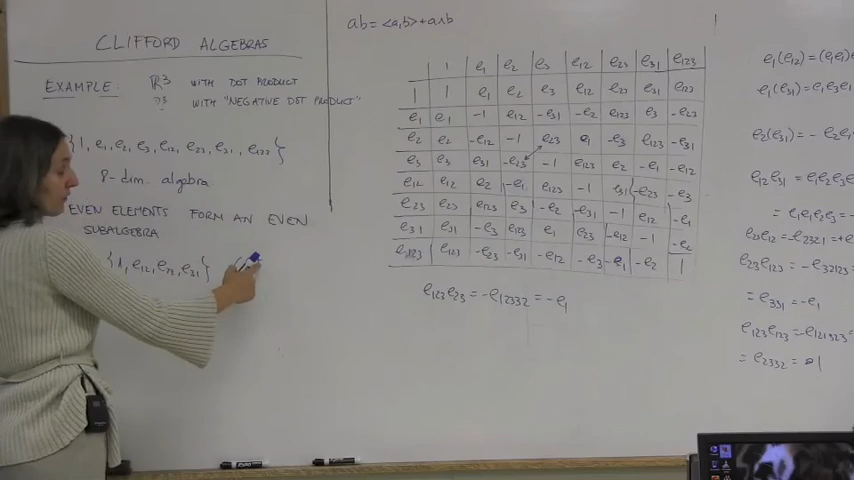 CLIFFORD ALGEBRAS
EXAMPLE: ℝ³ WITH DOT PRODUCT
WITH "NEGATIVE DOT PRODUCT"
{1, e₁, e₂, e₃, e₁₂, e₂₃, e₃₁, e₁₂₃}
8-dim. algebra
EVEN ELEMENTS FORM AN EVEN
SUBALGEBRA
{1, e₁₂, e₂₃, e₃₁}
ab = <a,b> + a∧b
1 e₁ e₂ e₃ e₁₂ e₂₃ e₃₁ e₁₂₃
1 1 e₁ e₂ e₃ e₁₂ e₂₃ e₃₁ e₁₂₃
e₁ e₁ -1 e₁₂ -e₃₁ -e₂ e₁₂₃ e₃ -e₂₃
e₂ e₂ -e₁₂ -1 e₂₃ e₁ -e₃ e₁₂₃ -e₃₁
e₃ e₃ e₃₁ -e₂₃ -1 e₁₂₃ e₂ -e₁ -e₁₂
e₁₂ e₁₂ e₂ -e₁ e₁₂₃ -1 e₃₁ -e₂₃ -e₃
e₂₃ e₂₃ e₁₂₃ e₃ -e₂ -e₃₁ -1 e₁₂ -e₁
e₃₁ e₃₁ -e₃ e₁₂₃ e₁ e₂₃ -e₁₂ -1 -e₂
e₁₂₃ e₁₂₃ -e₂₃ -e₃₁ -e₁₂ -e₃ -e₁ -e₂ 1
e₁₂₃e₂₃ = -e₁₂₃₃₂ = -e₁
e₁(e₁₂) = (e₁e₁)
e₁(e₃₁) = e₁e₃e₁
e₂(e₃₁) = -e₂e
e₁₂e₃₁ = e₁e₂e₃
= e₁e₁e₂e₃ = -
e₂₃e₁₂ = -e₂₃₂₁ = +e
e₂₃e₁₂₃ = -e₃₂₁₂₃
= e₃₃₁ = -e₁
e₁₂₃e₁₂₃ = -e₁₂₁₃₂₃
= e₂₃₃₂ = 1